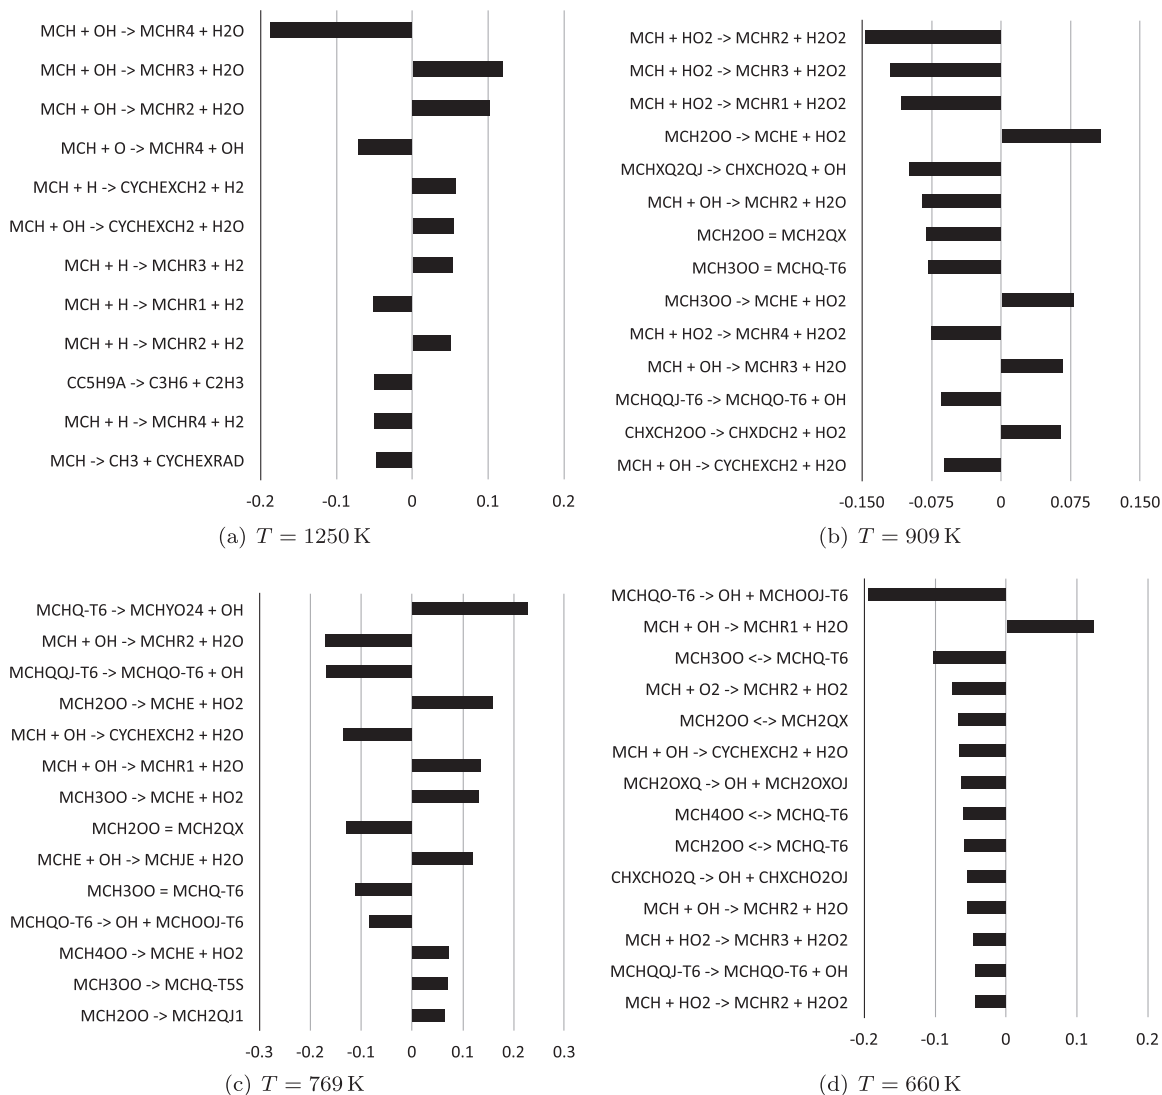 MCH + OH -> MCHR4 + H2O
MCH + OH -> MCHR3 + H2O
MCH + OH -> MCHR2 + H2O
MCH + O -> MCHR4 + OH
MCH + H -> CYCHEXCH2 + H2
MCH + OH -> CYCHEXCH2 + H2O
MCH + H -> MCHR3 + H2
MCH + H -> MCHR1 + H2
MCH + H -> MCHR2 + H2
CC5H9A -> C3H6 + C2H3
MCH + H -> MCHR4 + H2
MCH -> CH3 + CYCHEXRAD
-0.2 -0.1 0 0.1 0.2
(a) T = 1250 K
MCH + HO2 -> MCHR2 + H2O2
MCH + HO2 -> MCHR3 + H2O2
MCH + HO2 -> MCHR1 + H2O2
MCH2OO -> MCHE + HO2
MCHXQ2QJ -> CHXCHO2Q + OH
MCH + OH -> MCHR2 + H2O
MCH2OO = MCH2QX
MCH3OO = MCHQ-T6
MCH3OO -> MCHE + HO2
MCH + HO2 -> MCHR4 + H2O2
MCH + OH -> MCHR3 + H2O
MCHQQJ-T6 -> MCHQO-T6 + OH
CHXCH2OO -> CHXDCH2 + HO2
MCH + OH -> CYCHEXCH2 + H2O
-0.150 -0.075 0 0.075 0.150
(b) T = 909 K
MCHQ-T6 -> MCHYO24 + OH
MCH + OH -> MCHR2 + H2O
MCHQQJ-T6 -> MCHQO-T6 + OH
MCH2OO -> MCHE + HO2
MCH + OH -> CYCHEXCH2 + H2O
MCH + OH -> MCHR1 + H2O
MCH3OO -> MCHE + HO2
MCH2OO = MCH2QX
MCHE + OH -> MCHJE + H2O
MCH3OO = MCHQ-T6
MCHQO-T6 -> OH + MCHOOJ-T6
MCH4OO -> MCHE + HO2
MCH3OO -> MCHQ-T5S
MCH2OO -> MCH2QJ1
-0.3 -0.2 -0.1 0 0.1 0.2 0.3
(c) T = 769 K
MCHQO-T6 -> OH + MCHOOJ-T6
MCH + OH -> MCHR1 + H2O
MCH3OO <-> MCHQ-T6
MCH + O2 -> MCHR2 + HO2
MCH2OO <-> MCH2QX
MCH + OH -> CYCHEXCH2 + H2O
MCH2OXQ -> OH + MCH2OXOJ
MCH4OO <-> MCHQ-T6
MCH2OO <-> MCHQ-T6
CHXCHO2Q -> OH + CHXCHO2OJ
MCH + OH -> MCHR2 + H2O
MCH + HO2 -> MCHR3 + H2O2
MCHQQJ-T6 -> MCHQO-T6 + OH
MCH + HO2 -> MCHR2 + H2O2
-0.2 -0.1 0 0.1 0.2
(d) T = 660 K